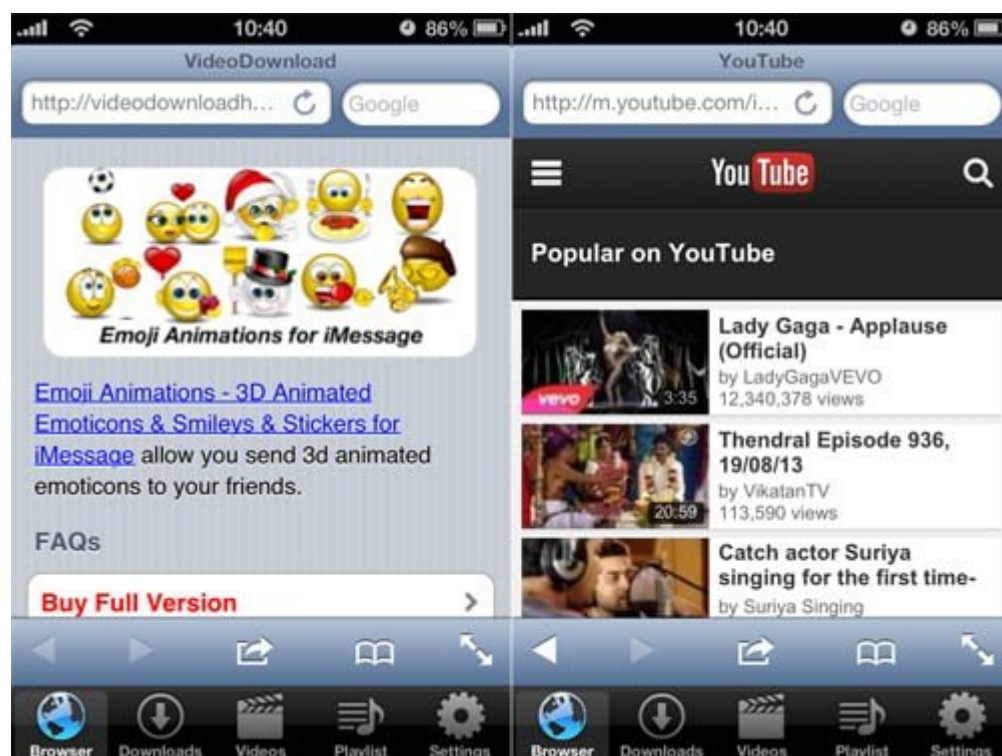 10:40
86%
VideoDownload
http://videodownloadh...
Google
Emoji Animations for iMessage
Emoji Animations - 3D Animated
Emoticons & Smileys & Stickers for
iMessage allow you send 3d animated
emoticons to your friends.
FAQs
Buy Full Version
Browser
Downloads
Videos
Playlist
Settings
10:40
86%
YouTube
http://m.youtube.com/i...
Google
YouTube
Popular on YouTube
vevo
3:35
Lady Gaga - Applause
(Official)
by LadyGagaVEVO
12,340,378 views
20:59
Thendral Episode 936,
19/08/13
by VikatanTV
113,590 views
Catch actor Suriya
singing for the first time-
by Suriya Singing
Browser
Downloads
Videos
Playlist
Settings